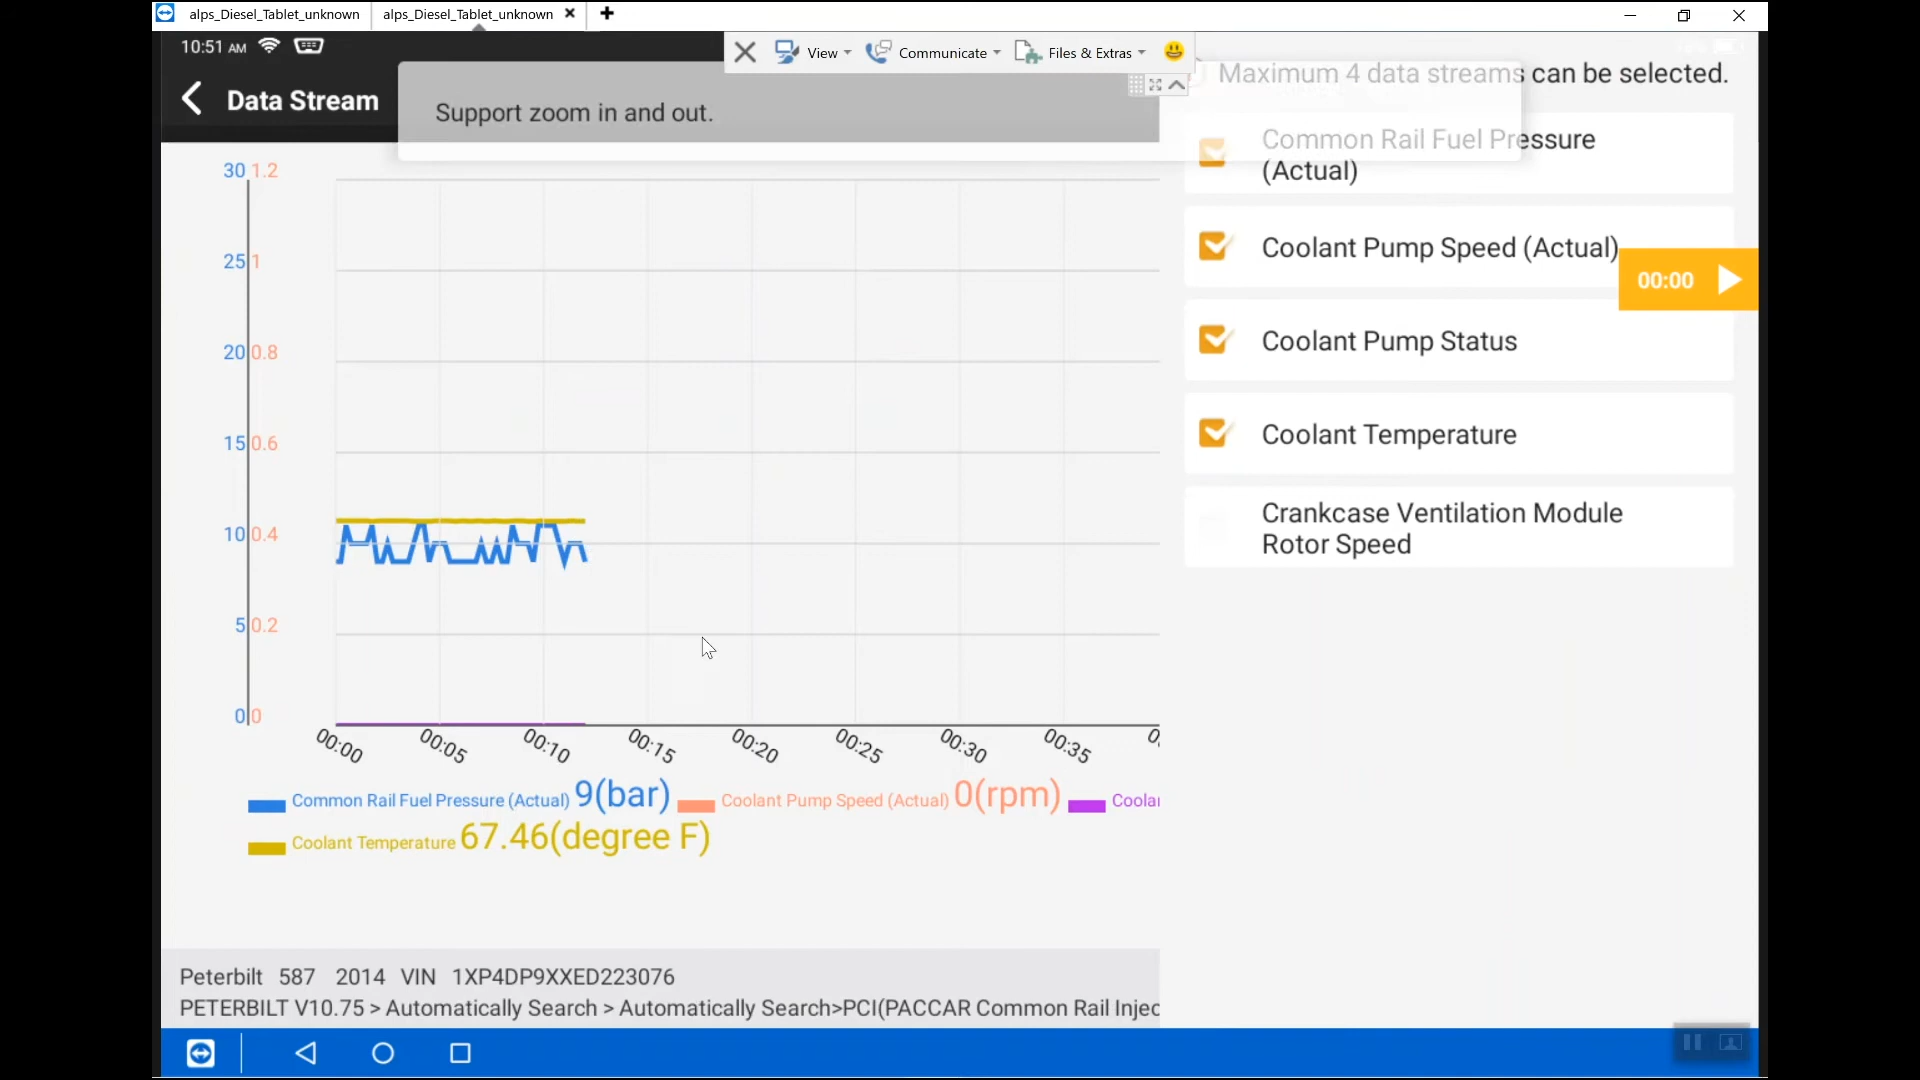 alps_Diesel_Tablet_unknown
alps_Diesel_Tablet_unknown
10:51 AM
View
Communicate
Files & Extras
Data Stream
Support zoom in and out.
Maximum 4 data streams can be selected.
Common Rail Fuel Pressure
(Actual)
Coolant Pump Speed (Actual)
00:00
Coolant Pump Status
Coolant Temperature
Crankcase Ventilation Module
Rotor Speed
30 1.2
25 1
20 0.8
15 0.6
10 0.4
5 0.2
0 0
00:00 00:05 00:10 00:15 00:20 00:25 00:30 00:35 0
Common Rail Fuel Pressure (Actual) 9(bar) Coolant Pump Speed (Actual) 0(rpm) Coola
Coolant Temperature 67.46(degree F)
Peterbilt 587 2014 VIN 1XP4DP9XXED223076
PETERBILT V10.75 > Automatically Search > Automatically Search>PCI(PACCAR Common Rail Injec